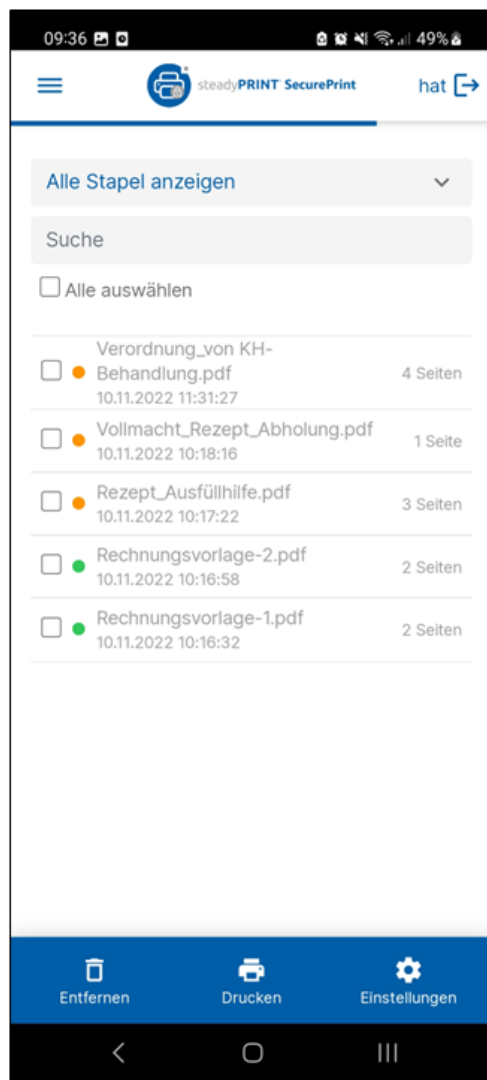 09:36 49%
steadyPRINT SecurePrint hat
Alle Stapel anzeigen
Suche
Alle auswählen
Verordnung_von KH-
Behandlung.pdf 4 Seiten
10.11.2022 11:31:27
Vollmacht_Rezept_Abholung.pdf 1 Seite
10.11.2022 10:18:16
Rezept_Ausfüllhilfe.pdf 3 Seiten
10.11.2022 10:17:22
Rechnungsvorlage-2.pdf 2 Seiten
10.11.2022 10:16:58
Rechnungsvorlage-1.pdf 2 Seiten
10.11.2022 10:16:32
Entfernen Drucken Einstellungen